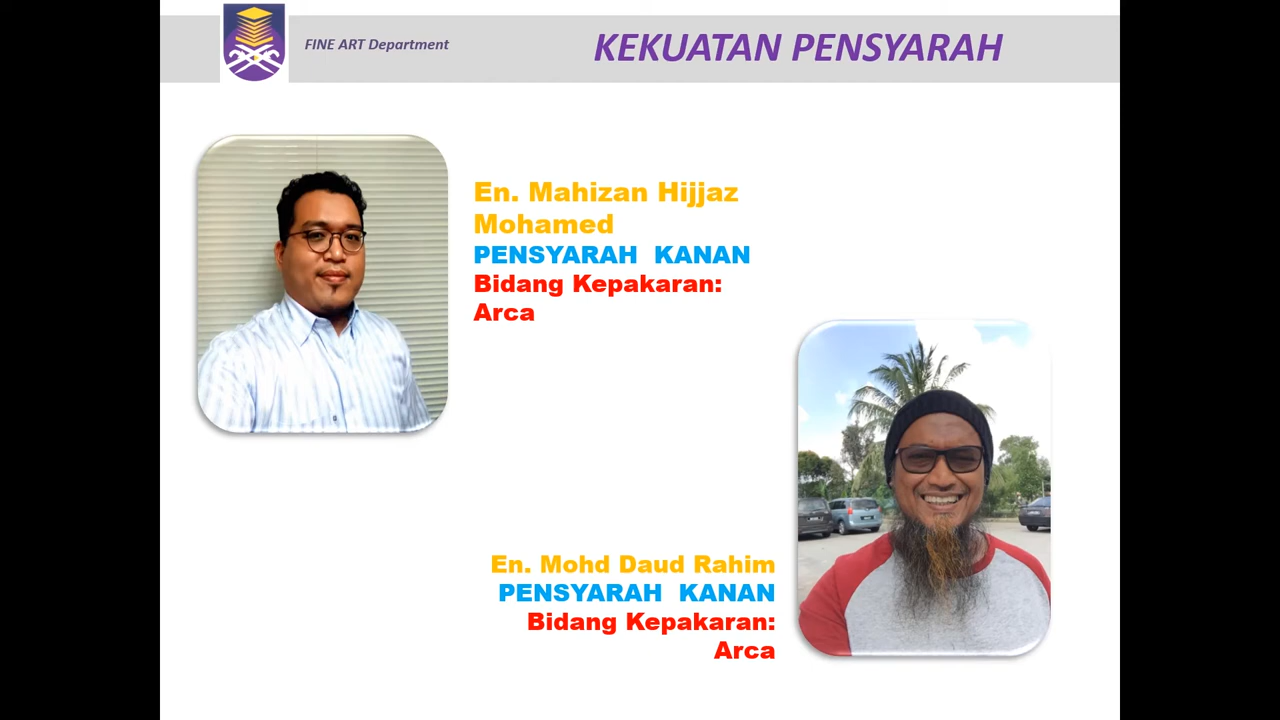 FINE ART Department
KEKUATAN PENSYARAH
En. Mahizan Hijjaz
Mohamed
PENSYARAH KANAN
Bidang Kepakaran:
Arca
En. Mohd Daud Rahim
PENSYARAH KANAN
Bidang Kepakaran:
Arca